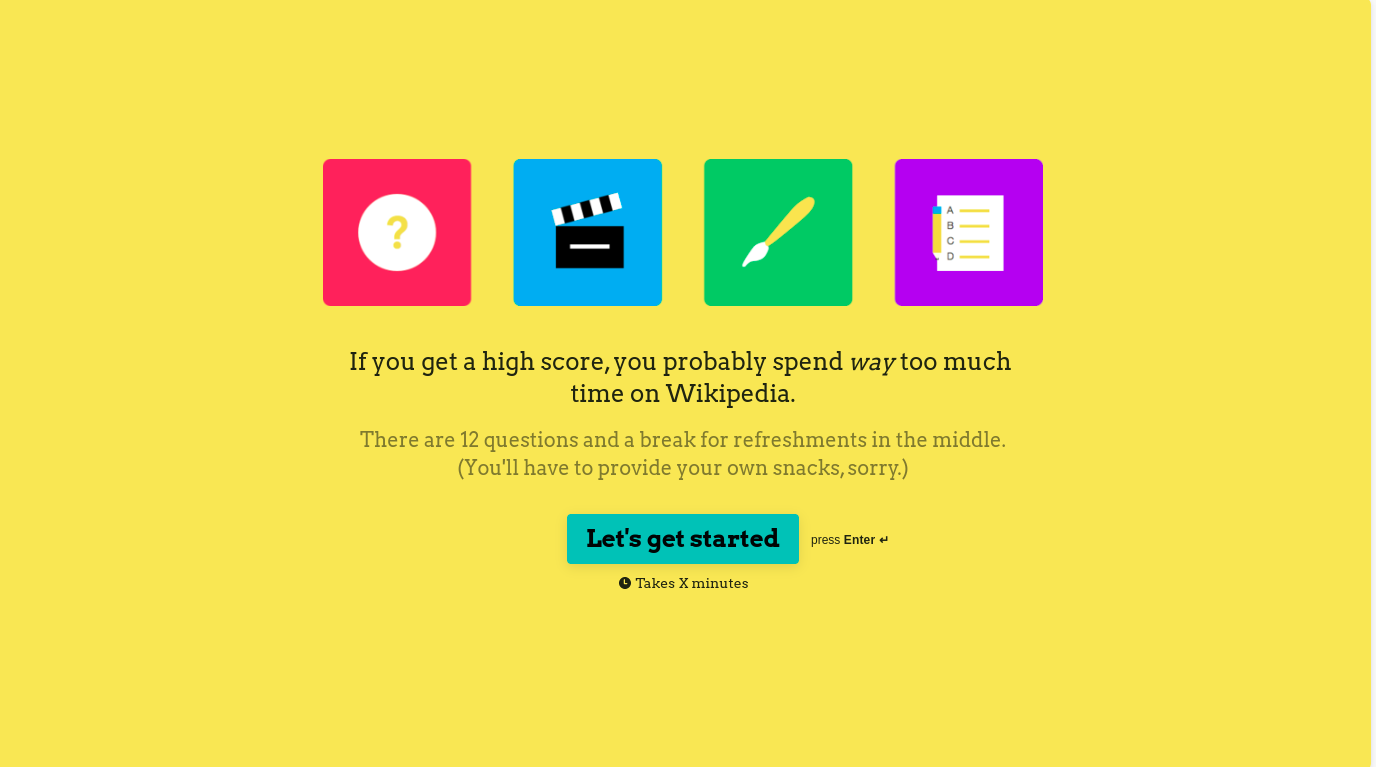 ?
A
B
C
D
If you get a high score, you probably spend way too much
time on Wikipedia.
There are 12 questions and a break for refreshments in the middle.
(You'll have to provide your own snacks, sorry.)
Let's get started
press Enter ↵
Takes X minutes